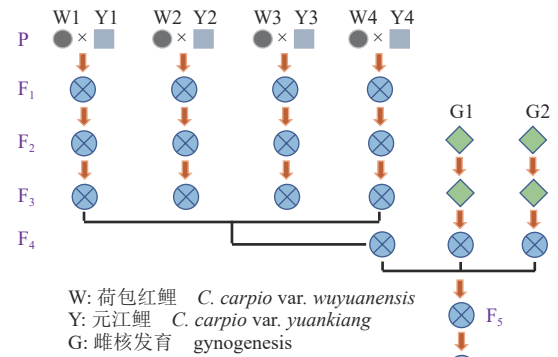 W1 Y1 W2 Y2 W3 Y3 W4 Y4
P × × × ×
F₁
G1 G2
F₂
F₃
F₄
W: 荷包红鲤 C. carpio var. wuyuanensis
Y: 元江鲤 C. carpio var. yuankiang
F₅
G: 雌核发育 gynogenesis